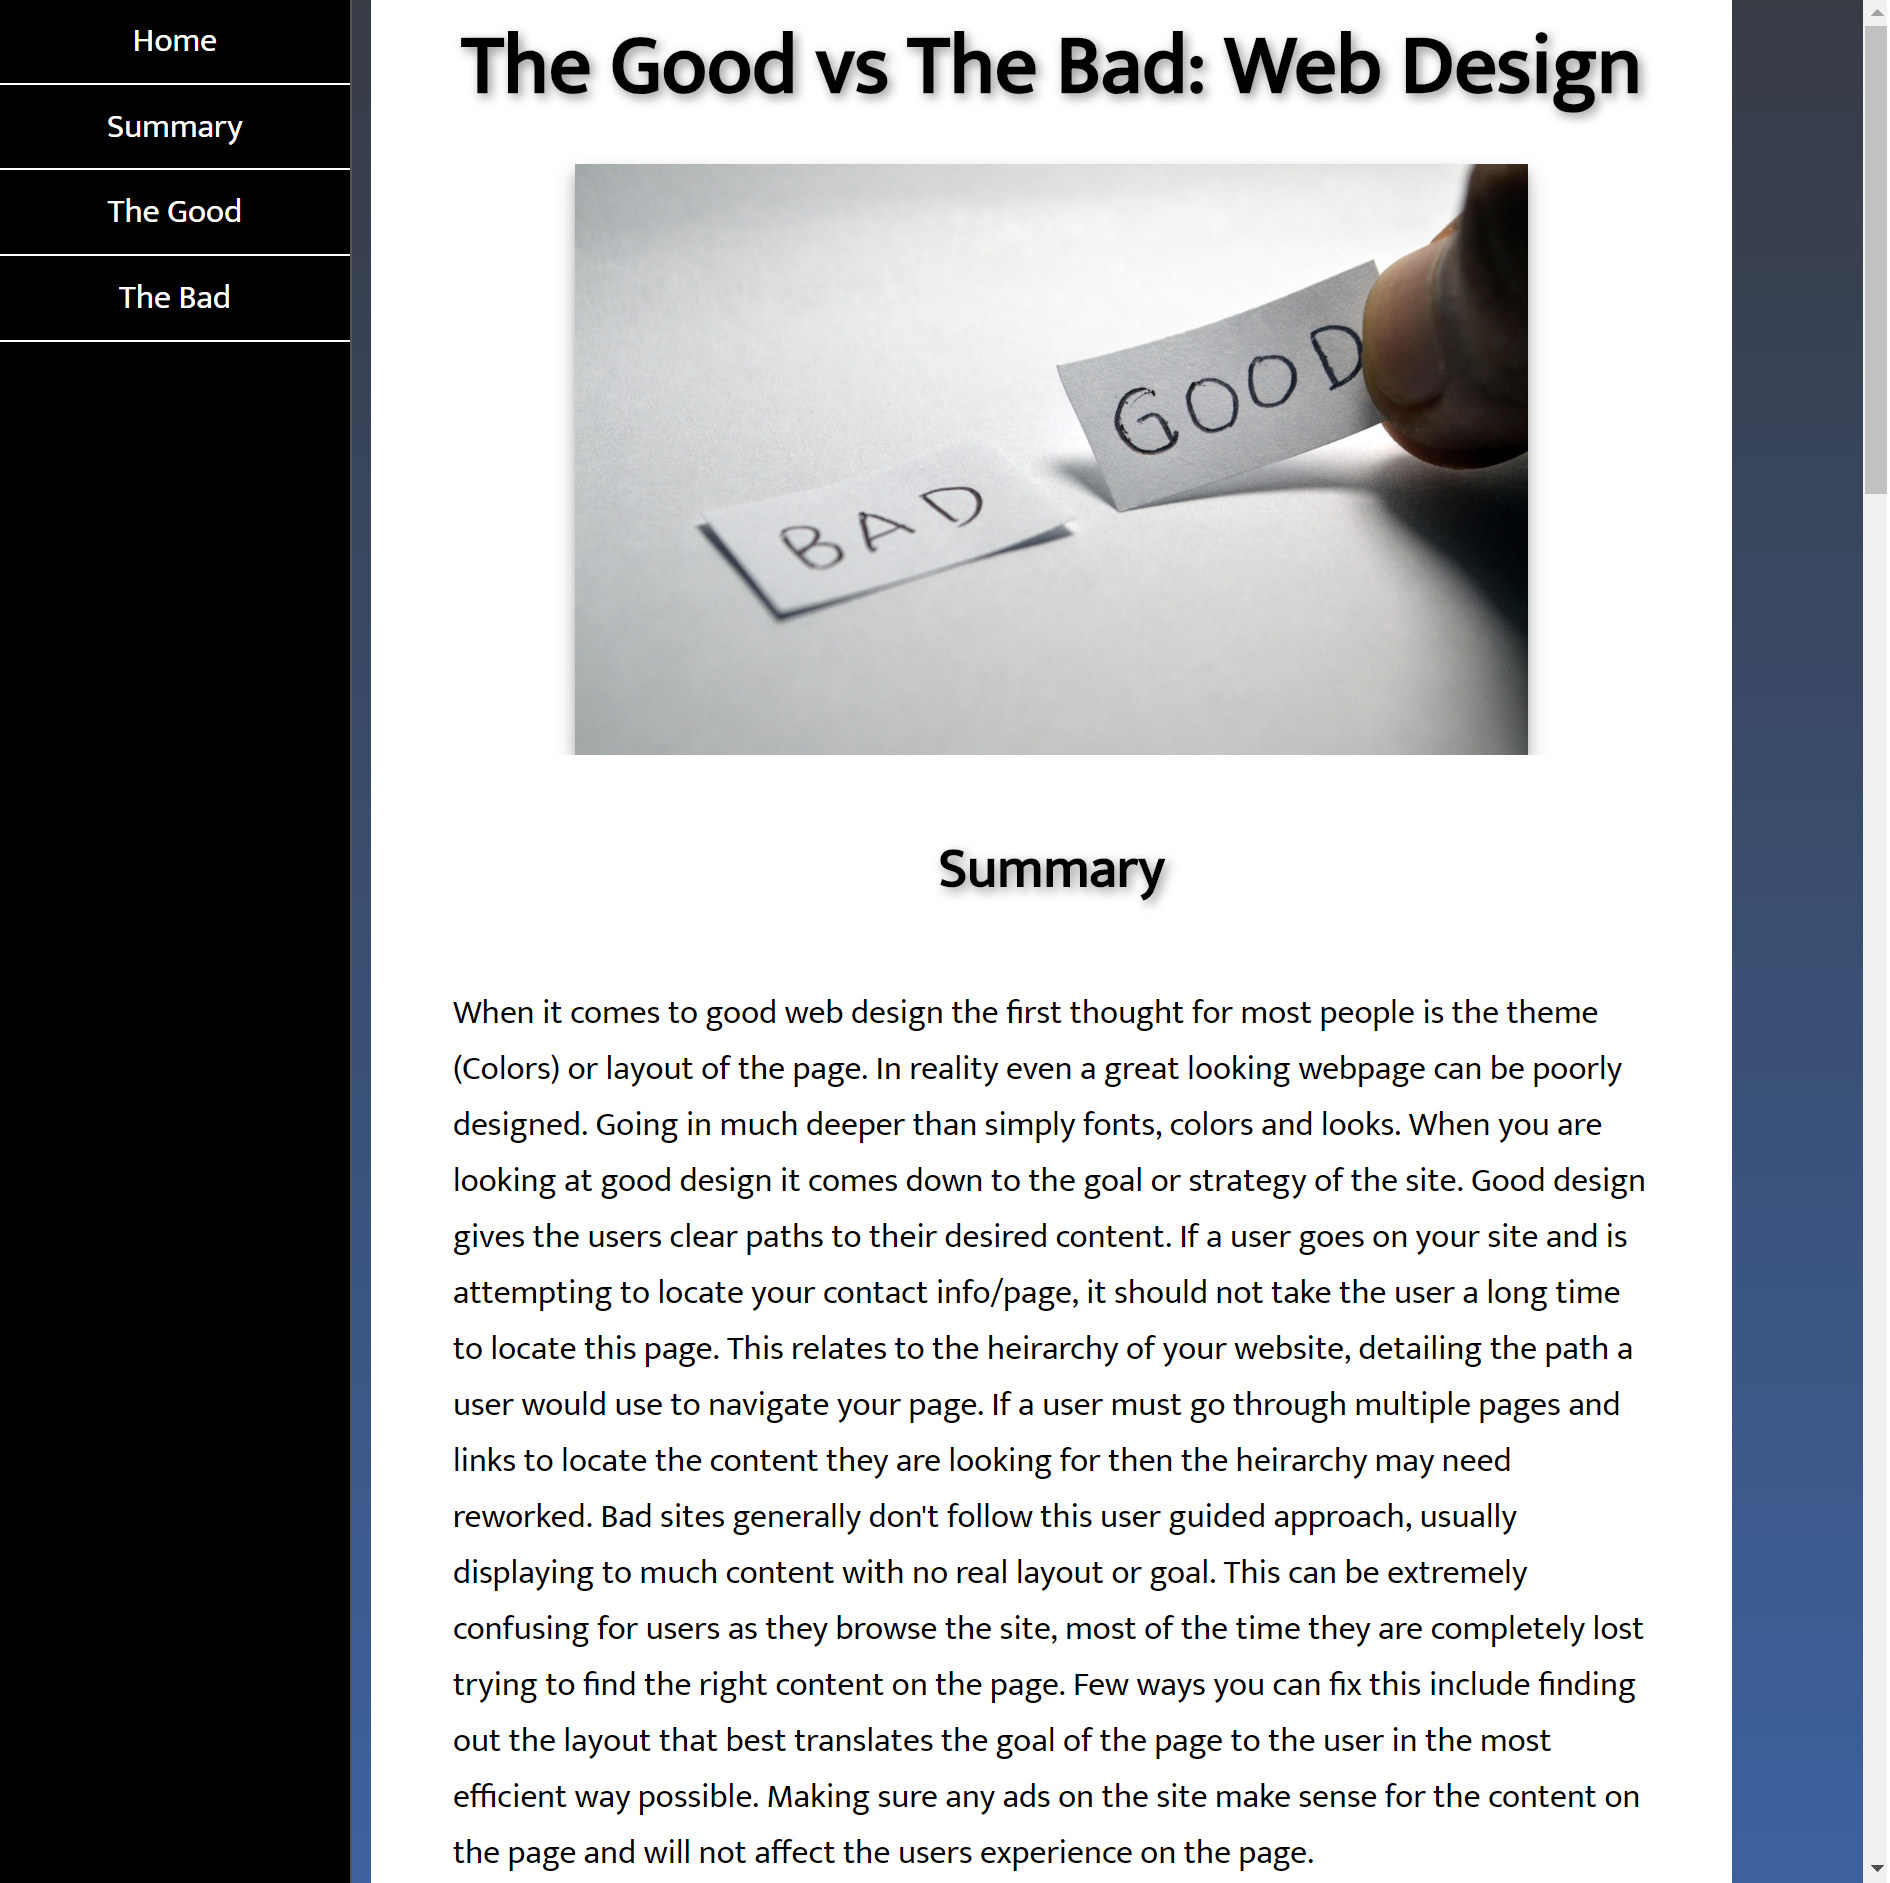 Home
Summary
The Good
The Bad
The Good vs The Bad: Web Design
GOOD
BAD
Summary
When it comes to good web design the first thought for most people is the theme
(Colors) or layout of the page. In reality even a great looking webpage can be poorly
designed. Going in much deeper than simply fonts, colors and looks. When you are
looking at good design it comes down to the goal or strategy of the site. Good design
gives the users clear paths to their desired content. If a user goes on your site and is
attempting to locate your contact info/page, it should not take the user a long time
to locate this page. This relates to the heirarchy of your website, detailing the path a
user would use to navigate your page. If a user must go through multiple pages and
links to locate the content they are looking for then the heirarchy may need
reworked. Bad sites generally don't follow this user guided approach, usually
displaying to much content with no real layout or goal. This can be extremely
confusing for users as they browse the site, most of the time they are completely lost
trying to find the right content on the page. Few ways you can fix this include finding
out the layout that best translates the goal of the page to the user in the most
efficient way possible. Making sure any ads on the site make sense for the content on
the page and will not affect the users experience on the page.